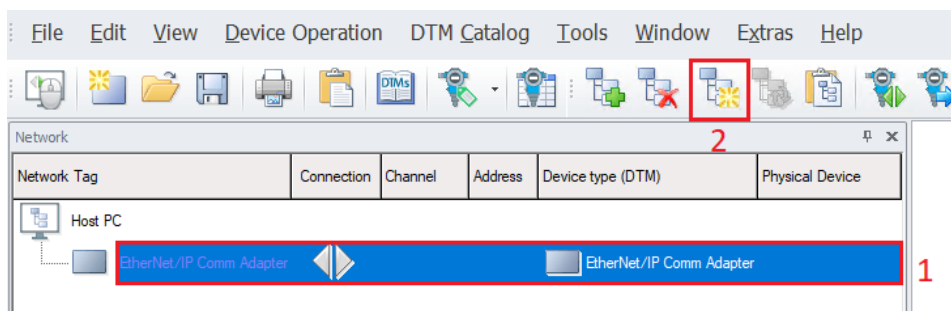 File Edit View Device Operation DTM Catalog Tools Window Extras Help
DTMs
2
Network
Network Tag Connection Channel Address Device type (DTM) Physical Device
Host PC
EtherNet/IP Comm Adapter EtherNet/IP Comm Adapter
1